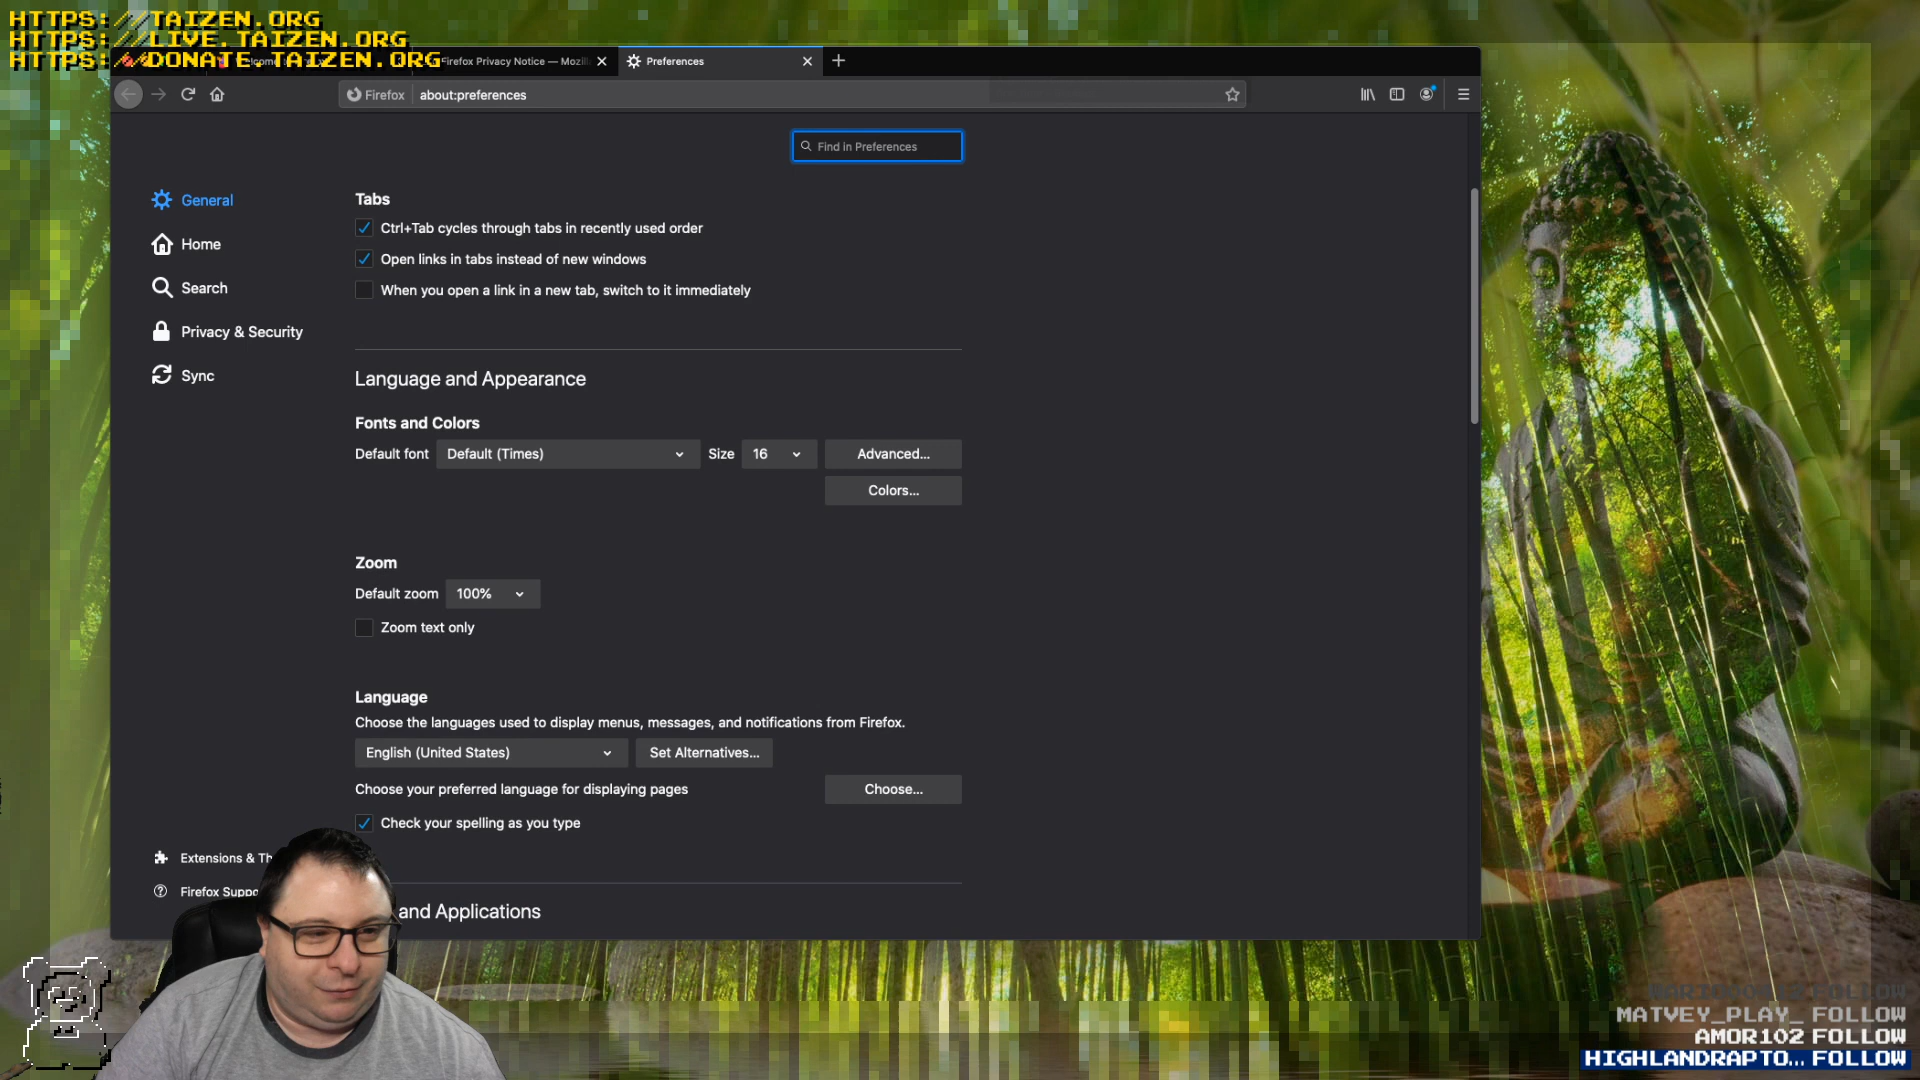 HTTPS://TAIZEN.ORG
HTTPS://LIVE.TAIZEN.ORG
HTTPS://DONATE.TAIZEN.ORG
Firefox Privacy Notice — Mozil
Preferences
Firefox
about:preferences
Find in Preferences
General
Home
Search
Privacy & Security
Sync
Tabs
Ctrl+Tab cycles through tabs in recently used order
Open links in tabs instead of new windows
When you open a link in a new tab, switch to it immediately
Language and Appearance
Fonts and Colors
Default font
Default (Times)
Size
16
Advanced...
Colors...
Zoom
Default zoom
100%
Zoom text only
Language
Choose the languages used to display menus, messages, and notifications from Firefox.
English (United States)
Set Alternatives...
Choose your preferred language for displaying pages
Choose...
Check your spelling as you type
Extensions & Th
Firefox Suppo
and Applications
FOLLOW
MATVEY_PLAY_ FOLLOW
AMOR102 FOLLOW
HIGHLANDRAPTO... FOLLOW